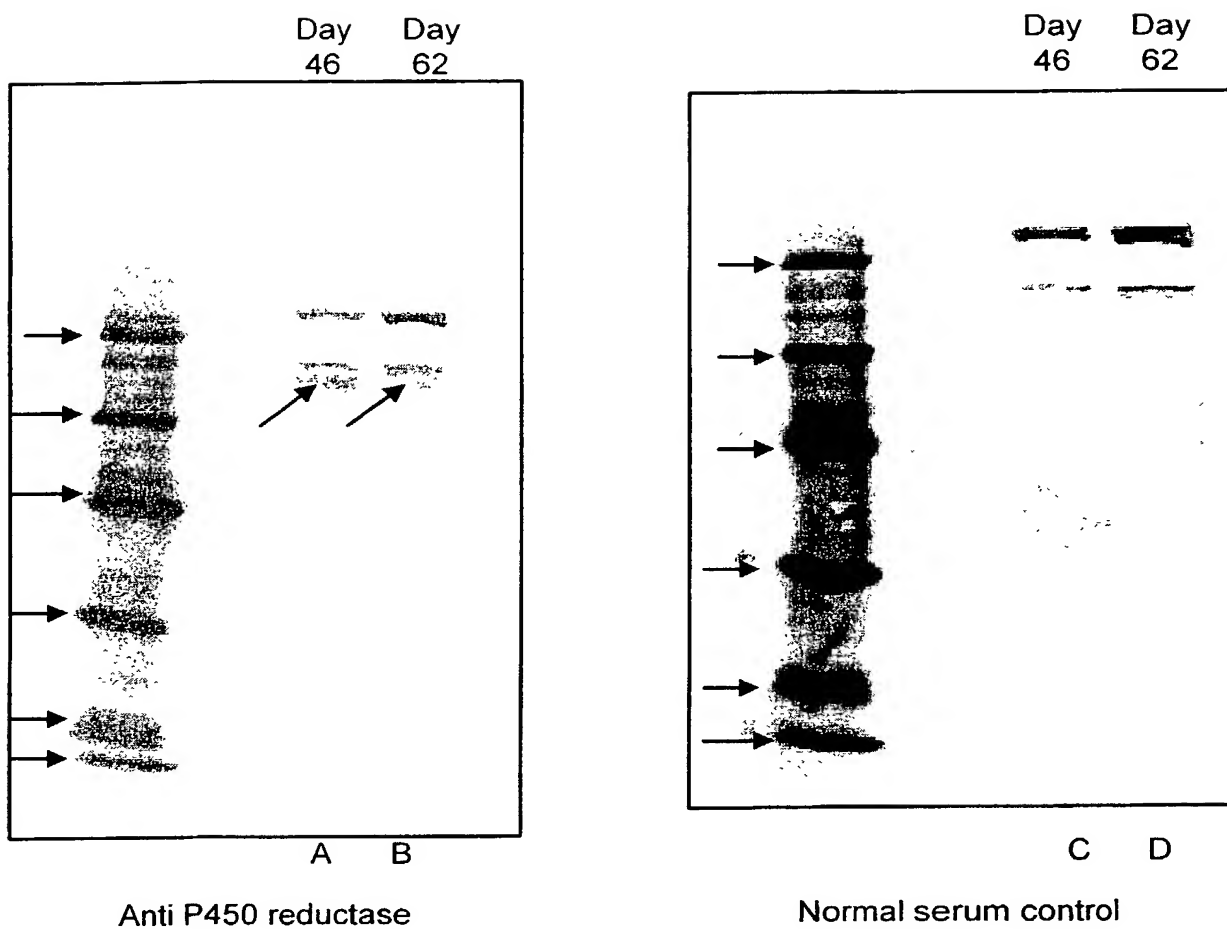 Day Day
46 62
Day Day
46 62
A B
C D
Anti P450 reductase
Normal serum control